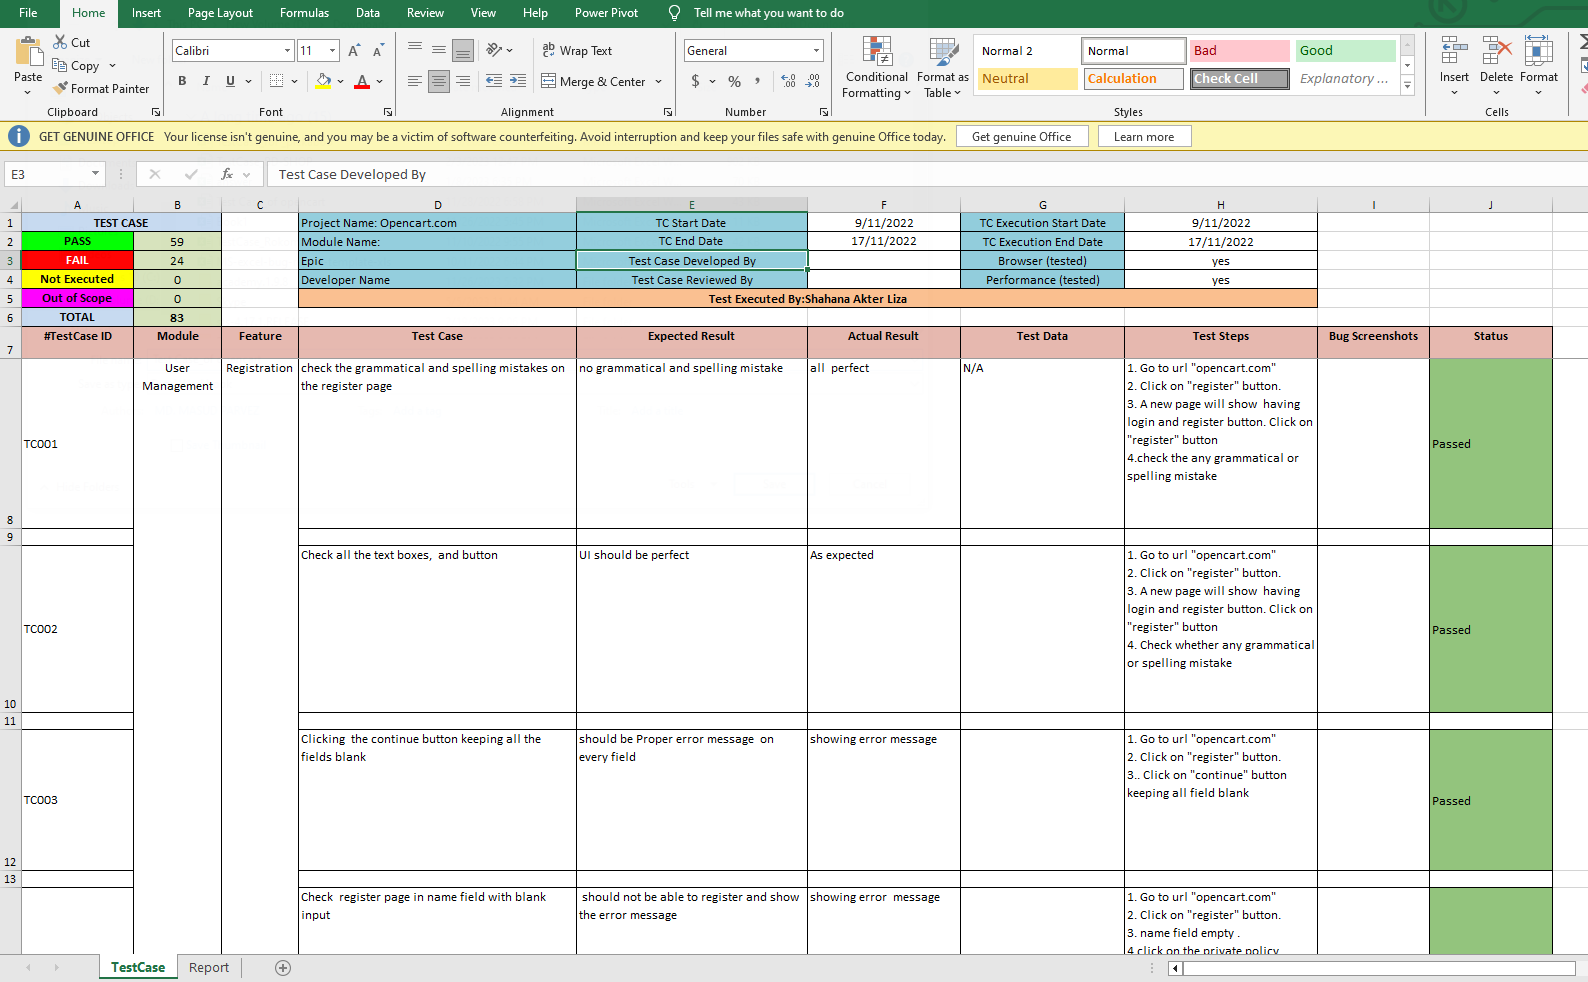 File Home Insert Page Layout Formulas Data Review View Help Power Pivot Tell me what you want to do
Paste Cut Copy Format Painter Clipboard
Calibri 11 A A B I U A Font
ab Wrap Text Merge & Center Alignment
General $ % , .00 Number
Conditional Formatting Format as Table
Normal 2 Normal Bad Good
Neutral Calculation Check Cell Explanatory ...
Styles
Insert Delete Format Cells
GET GENUINE OFFICE Your license isn't genuine, and you may be a victim of software counterfeiting. Avoid interruption and keep your files safe with genuine Office today. Get genuine Office Learn more
E3 fx Test Case Developed By
A B C D E F G H I J
1 TEST CASE Project Name: Opencart.com TC Start Date 9/11/2022 TC Execution Start Date 9/11/2022
2 PASS 59 Module Name: TC End Date 17/11/2022 TC Execution End Date 17/11/2022
3 FAIL 24 Epic Test Case Developed By Browser (tested) yes
4 Not Executed 0 Developer Name Test Case Reviewed By Performance (tested) yes
5 Out of Scope 0 Test Executed By:Shahana Akter Liza
6 TOTAL 83
7 #TestCase ID Module Feature Test Case Expected Result Actual Result Test Data Test Steps Bug Screenshots Status
8 TC001
User
Management
Registration
check the grammatical and spelling mistakes on
the register page
no grammatical and spelling mistake
all perfect
N/A
1. Go to url "opencart.com"
2. Click on "register" button.
3. A new page will show having
login and register button. Click on
"register" button
4.check the any grammatical or
spelling mistake
Passed
9
10 TC002
Check all the text boxes, and button
UI should be perfect
As expected
1. Go to url "opencart.com"
2. Click on "register" button.
3. A new page will show having
login and register button. Click on
"register" button
4. Check whether any grammatical
or spelling mistake
Passed
11
12 TC003
Clicking the continue button keeping all the
fields blank
should be Proper error message on
every field
showing error message
1. Go to url "opencart.com"
2. Click on "register" button.
3.. Click on "continue" button
keeping all field blank
Passed
13
Check register page in name field with blank
input
should not be able to register and show
the error message
showing error message
1. Go to url "opencart.com"
2. Click on "register" button.
3. name field empty .
4.click on the private policy
TestCase Report